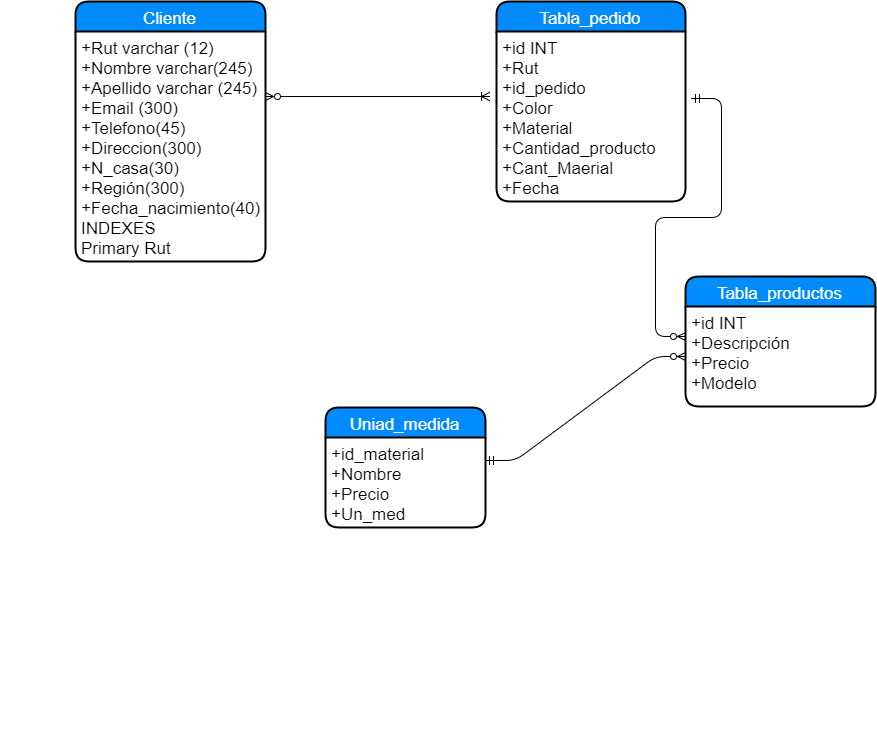 Cliente
+Rut varchar (12)
+Nombre varchar(245)
+Apellido varchar (245)
+Email (300)
+Telefono(45)
+Direccion(300)
+N_casa(30)
+Región(300)
+Fecha_nacimiento(40)
INDEXES
Primary Rut
Tabla_pedido
+id INT
+Rut
+id_pedido
+Color
+Material
+Cantidad_producto
+Cant_Maerial
+Fecha
Tabla_productos
+id INT
+Descripción
+Precio
+Modelo
Uniad_medida
+id_material
+Nombre
+Precio
+Un_med